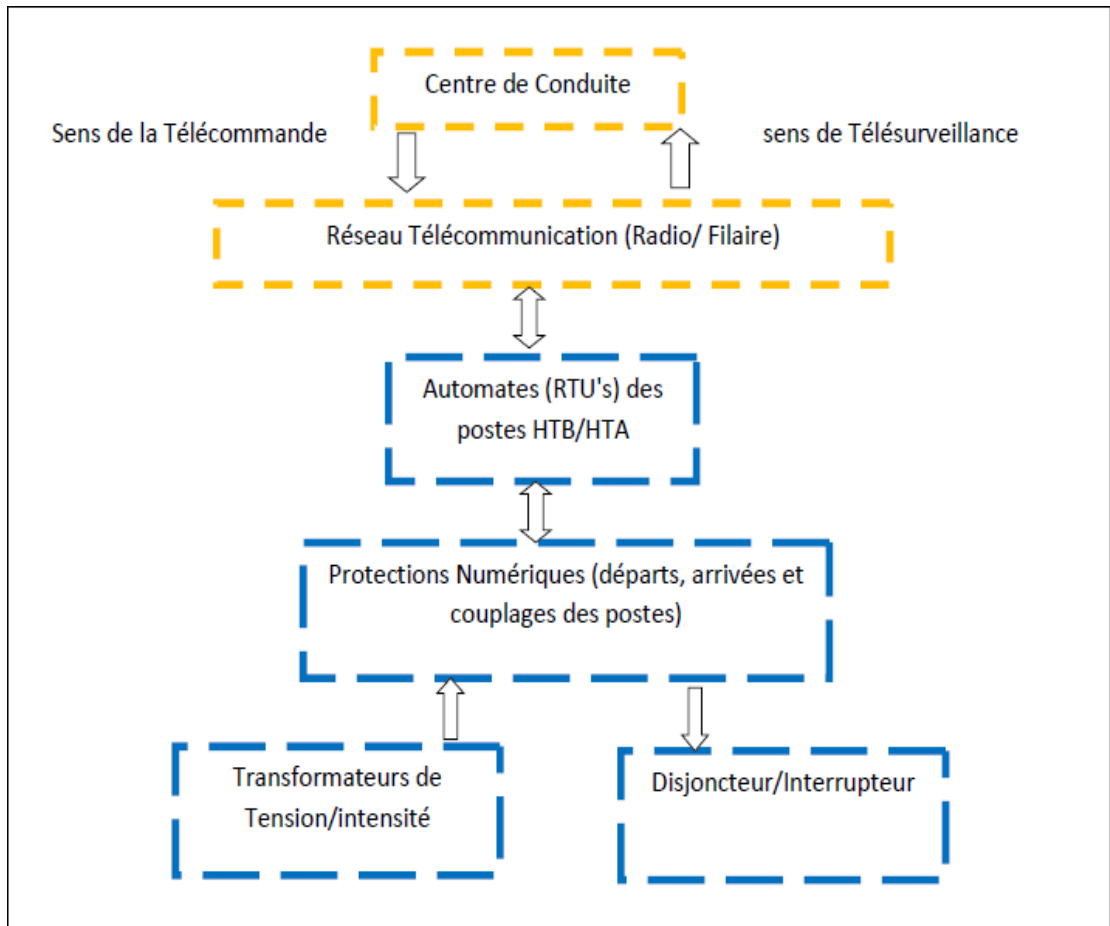 Centre de Conduite
Sens de la Télécommande
sens de Télésurveillance
Réseau Télécommunication (Radio/ Filaire)
Automates (RTU's) des
postes HTB/HTA
Protections Numériques (départs, arrivées et
couplages des postes)
Transformateurs de
Tension/intensité
Disjoncteur/Interrupteur